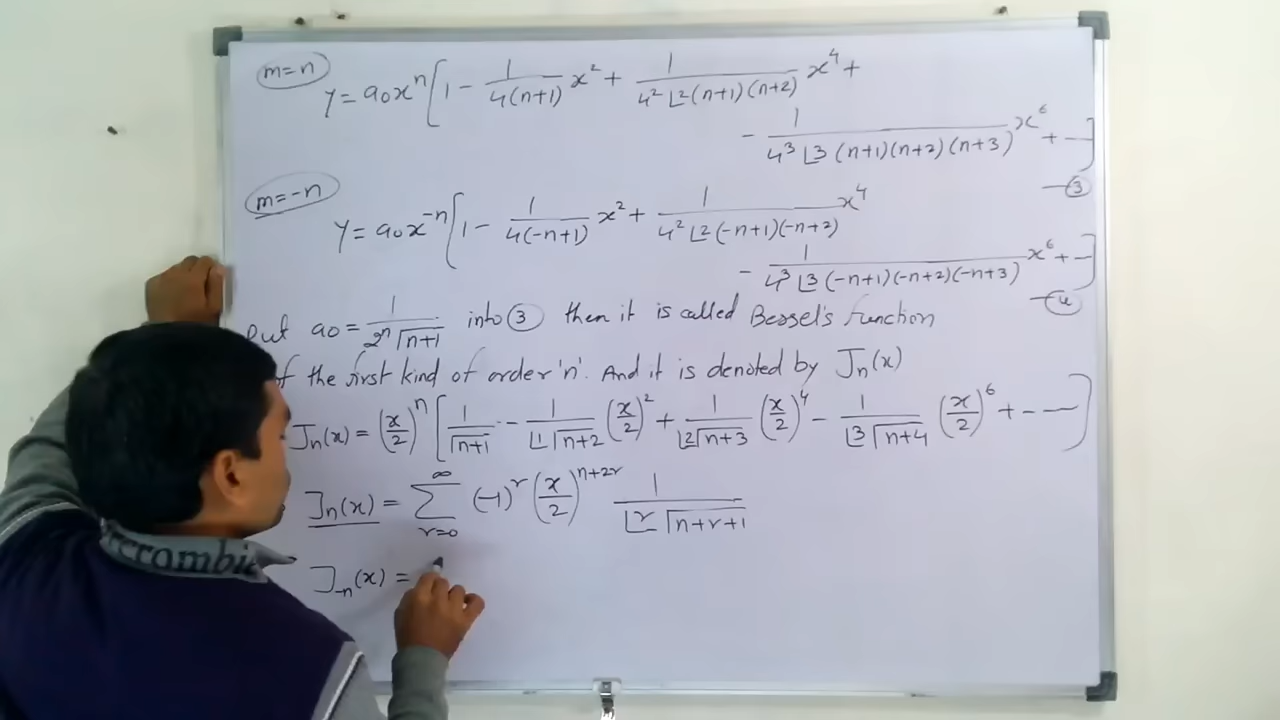 m=n y = a₀xⁿ [1 - 1/4(n+1) x² + 1/4² ⌊2 (n+1)(n+2) x⁴ +
- 1/4³ ⌊3 (n+1)(n+2)(n+3) x⁶ + --- ]
—③
m=-n y = a₀x⁻ⁿ [1 - 1/4(-n+1) x² + 1/4² ⌊2 (-n+1)(-n+2) x⁴
- 1/4³ ⌊3 (-n+1)(-n+2)(-n+3) x⁶ + -- ]
—④
Put a₀ = 1/2ⁿ Γn+1 into ③ then it is called Bessel's function
of the first kind of order 'n'. And it is denoted by Jₙ(x)
Jₙ(x) = (x/2)ⁿ [1/Γn+1 - 1/⌊1 Γn+2 (x/2)² + 1/⌊2 Γn+3 (x/2)⁴ - 1/⌊3 Γn+4 (x/2)⁶ + --- ]
Jₙ(x) = ∑_{r=0}^{∞} (-1)^r (x/2)^{n+2r} 1/⌊r Γn+r+1
J₋ₙ(x) =
ercrombie